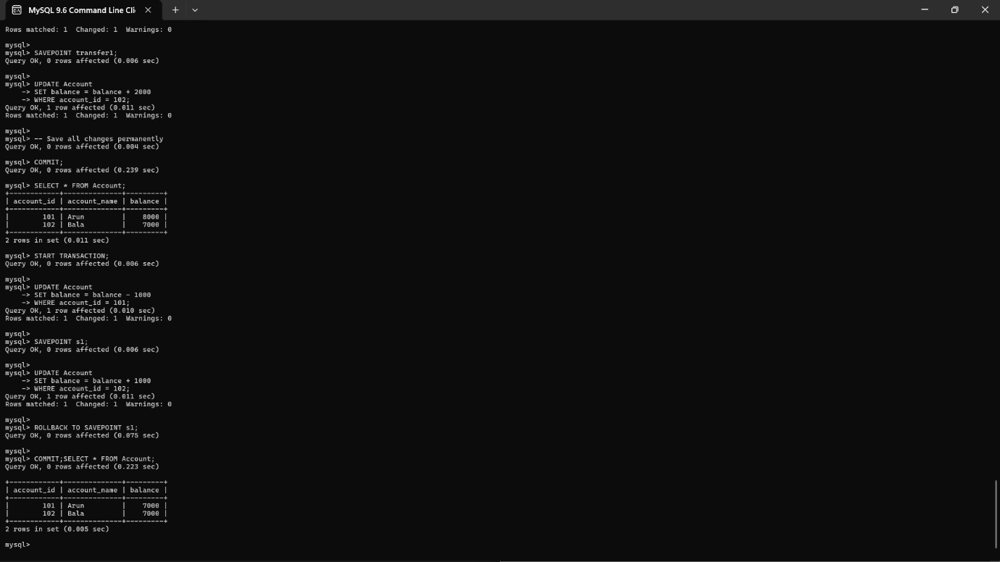 MySQL 9.6 Command Line Cli
Rows matched: 1  Changed: 1  Warnings: 0
mysql>
mysql> SAVEPOINT transfer1;
Query OK, 0 rows affected (0.006 sec)
mysql>
mysql> UPDATE Account
    -> SET balance = balance + 2000
    -> WHERE account_id = 102;
Query OK, 1 row affected (0.011 sec)
Rows matched: 1  Changed: 1  Warnings: 0
mysql>
mysql> -- Save all changes permanently
Query OK, 0 rows affected (0.004 sec)
mysql> COMMIT;
Query OK, 0 rows affected (0.239 sec)
mysql> SELECT * FROM Account;
+------------+--------------+---------+
| account_id | account_name | balance |
+------------+--------------+---------+
|        101 | Arun         |    8000 |
|        102 | Bala         |    7000 |
+------------+--------------+---------+
2 rows in set (0.011 sec)
mysql> START TRANSACTION;
Query OK, 0 rows affected (0.006 sec)
mysql>
mysql> UPDATE Account
    -> SET balance = balance - 1000
    -> WHERE account_id = 101;
Query OK, 1 row affected (0.010 sec)
Rows matched: 1  Changed: 1  Warnings: 0
mysql>
mysql> SAVEPOINT s1;
Query OK, 0 rows affected (0.006 sec)
mysql>
mysql> UPDATE Account
    -> SET balance = balance + 1000
    -> WHERE account_id = 102;
Query OK, 1 row affected (0.011 sec)
Rows matched: 1  Changed: 1  Warnings: 0
mysql>
mysql> ROLLBACK TO SAVEPOINT s1;
Query OK, 0 rows affected (0.075 sec)
mysql>
mysql> COMMIT;SELECT * FROM Account;
Query OK, 0 rows affected (0.223 sec)
+------------+--------------+---------+
| account_id | account_name | balance |
+------------+--------------+---------+
|        101 | Arun         |    7000 |
|        102 | Bala         |    7000 |
+------------+--------------+---------+
2 rows in set (0.005 sec)
mysql>